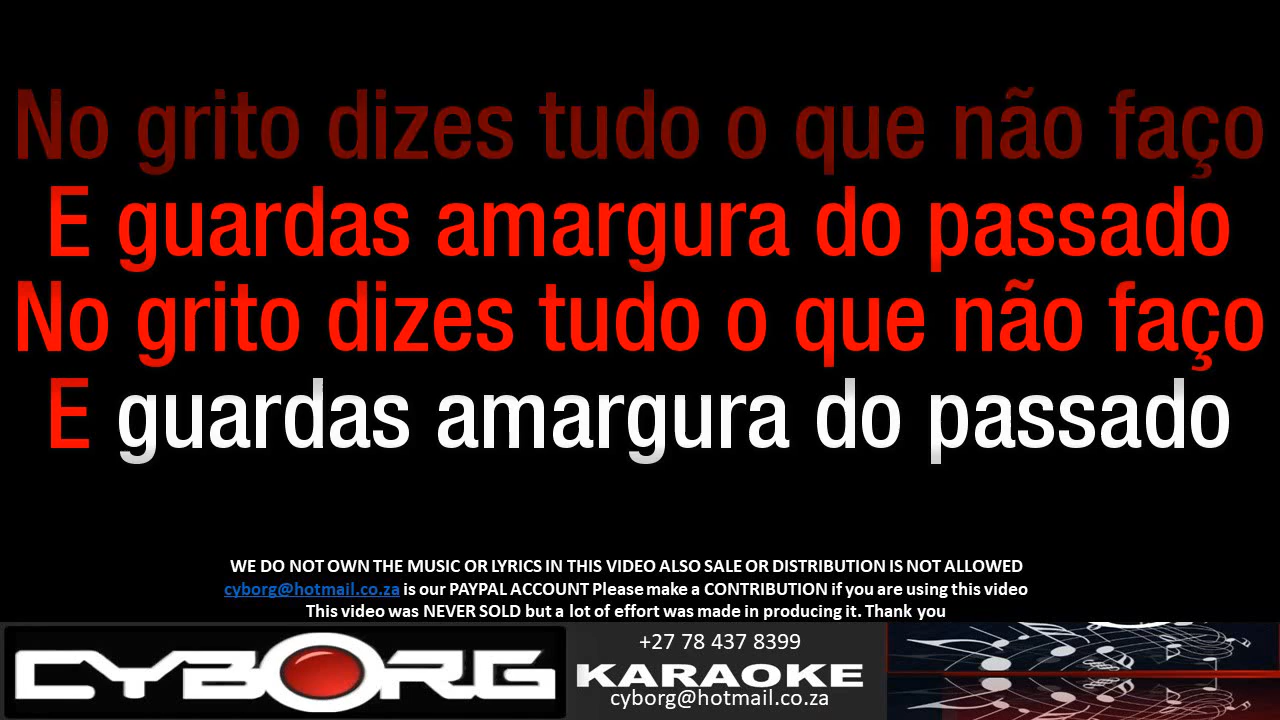 No grito dizes tudo o que não faço
E guardas amargura do passado
No grito dizes tudo o que não faço
E guardas amargura do passado
WE DO NOT OWN THE MUSIC OR LYRICS IN THIS VIDEO ALSO SALE OR DISTRIBUTION IS NOT ALLOWED
cyborg@hotmail.co.za is our PAYPAL ACCOUNT Please make a CONTRIBUTION if you are using this video
This video was NEVER SOLD but a lot of effort was made in producing it. Thank you
CYBORG
+27 78 437 8399
KARAOKE
cyborg@hotmail.co.za